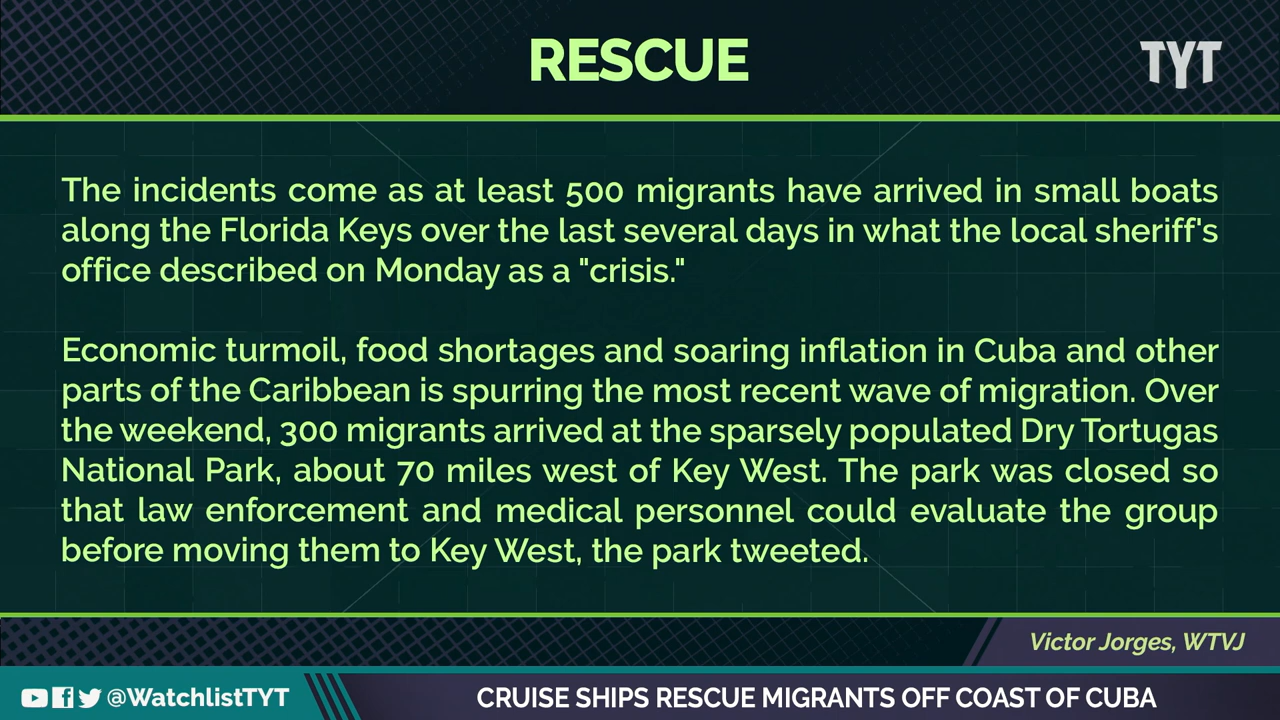 RESCUE
TYT
The incidents come as at least 500 migrants have arrived in small boats
along the Florida Keys over the last several days in what the local sheriff's
office described on Monday as a "crisis."
Economic turmoil, food shortages and soaring inflation in Cuba and other
parts of the Caribbean is spurring the most recent wave of migration. Over
the weekend, 300 migrants arrived at the sparsely populated Dry Tortugas
National Park, about 70 miles west of Key West. The park was closed so
that law enforcement and medical personnel could evaluate the group
before moving them to Key West, the park tweeted.
Victor Jorges, WTVJ
@WatchlistTYT
CRUISE SHIPS RESCUE MIGRANTS OFF COAST OF CUBA